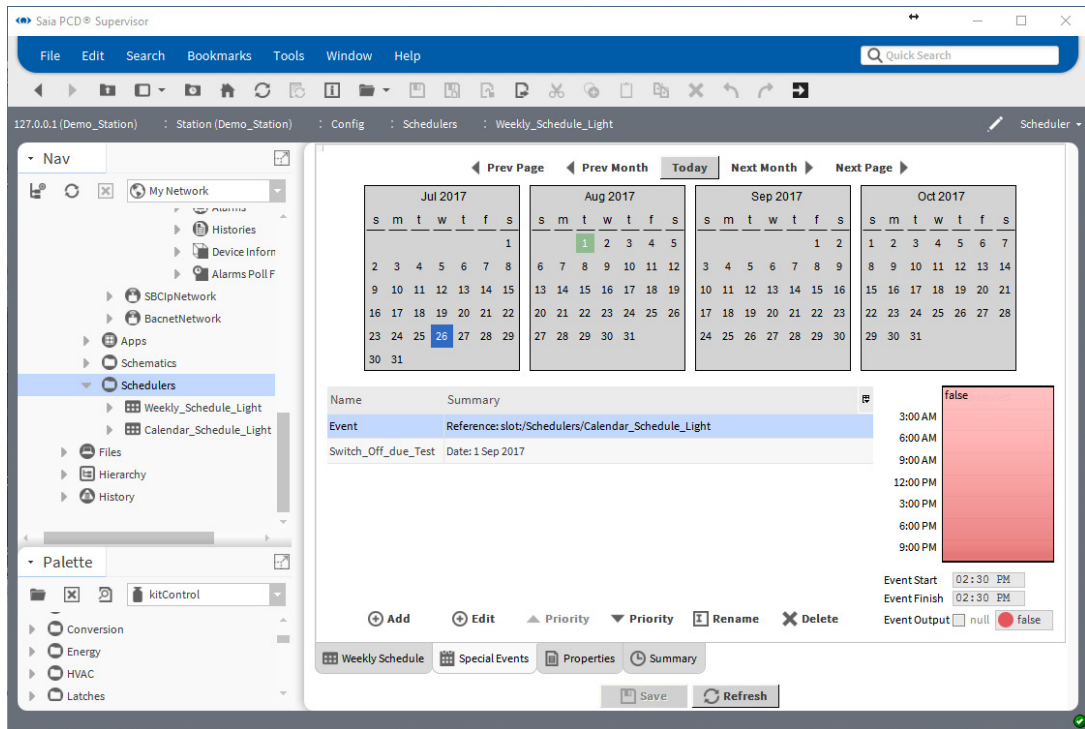 Saia PCD® Supervisor
File Edit Search Bookmarks Tools Window Help
Quick Search
127.0.0.1 (Demo_Station) : Station (Demo_Station) : Config : Schedulers : Weekly_Schedule_Light
Scheduler
Nav
My Network
Alarms
Histories
Device Inform
Alarms Poll F
SBCIpNetwork
BacnetNetwork
Apps
Schematics
Schedulers
Weekly_Schedule_Light
Calendar_Schedule_Light
Files
Hierarchy
History
Palette
kitControl
Conversion
Energy
HVAC
Latches
Prev Page Prev Month Today Next Month Next Page
Jul 2017
s m t w t f s
1
2 3 4 5 6 7 8
9 10 11 12 13 14 15
16 17 18 19 20 21 22
23 24 25 26 27 28 29
30 31
Aug 2017
s m t w t f s
1 2 3 4 5
6 7 8 9 10 11 12
13 14 15 16 17 18 19
20 21 22 23 24 25 26
27 28 29 30 31
Sep 2017
s m t w t f s
1 2
3 4 5 6 7 8 9
10 11 12 13 14 15 16
17 18 19 20 21 22 23
24 25 26 27 28 29 30
Oct 2017
s m t w t f s
1 2 3 4 5 6 7
8 9 10 11 12 13 14
15 16 17 18 19 20 21
22 23 24 25 26 27 28
29 30 31
Name Summary
Event Reference: slot:/Schedulers/Calendar_Schedule_Light
Switch_Off_due_Test Date: 1 Sep 2017
false
3:00 AM
6:00 AM
9:00 AM
12:00 PM
3:00 PM
6:00 PM
9:00 PM
Event Start 02:30 PM
Event Finish 02:30 PM
Event Output null false
Add Edit Priority Priority Rename Delete
Weekly Schedule Special Events Properties Summary
Save Refresh